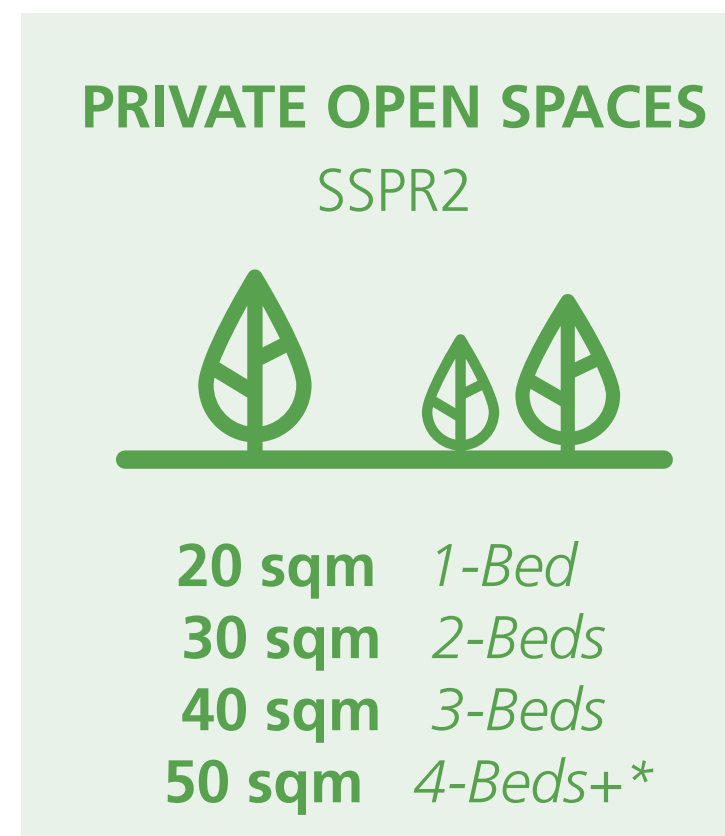 PRIVATE OPEN SPACES
SSPR2
20 sqm 1-Bed
30 sqm 2-Beds
40 sqm 3-Beds
50 sqm 4-Beds+*